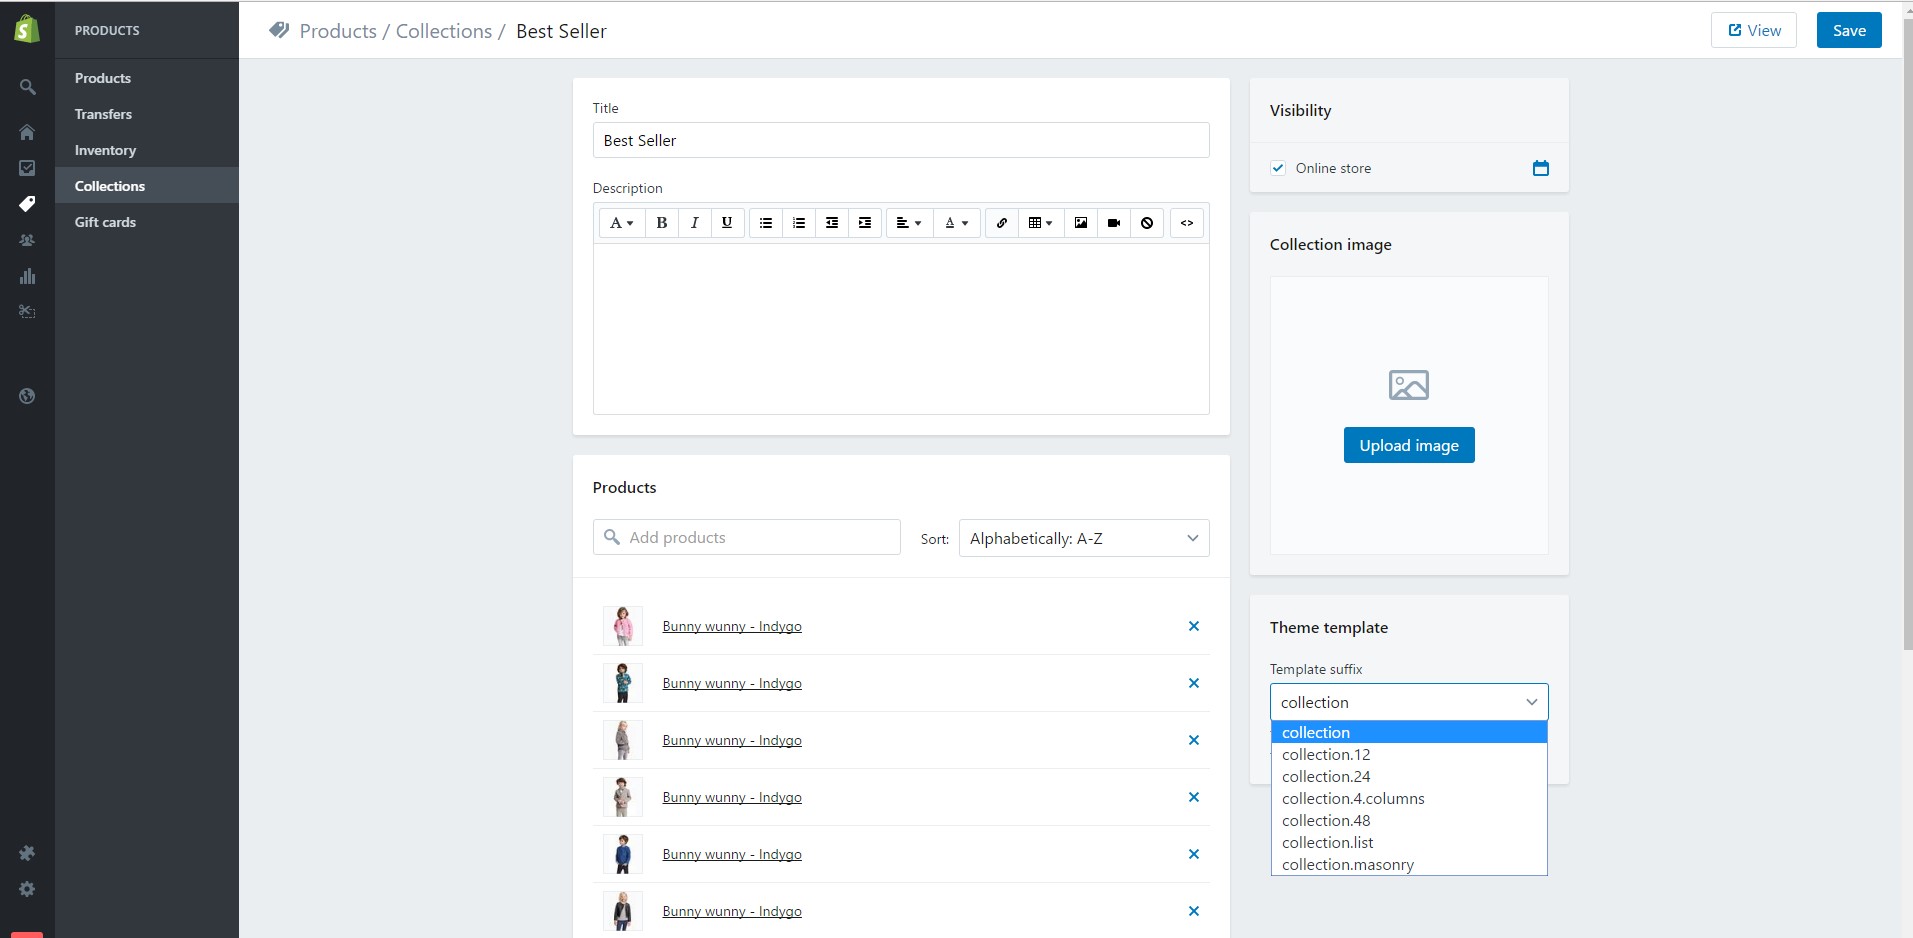 PRODUCTS
Products
Transfers
Inventory
Collections
Gift cards
Products / Collections / Best Seller
View
Save
Title
Best Seller
Description
A
B
I
U
A
<>
Products
Add products
Sort:
Alphabetically: A-Z
Bunny wunny - Indygo
Bunny wunny - Indygo
Bunny wunny - Indygo
Bunny wunny - Indygo
Bunny wunny - Indygo
Bunny wunny - Indygo
Visibility
Online store
Collection image
Upload image
Theme template
Template suffix
collection
collection
collection.12
collection.24
collection.4.columns
collection.48
collection.list
collection.masonry